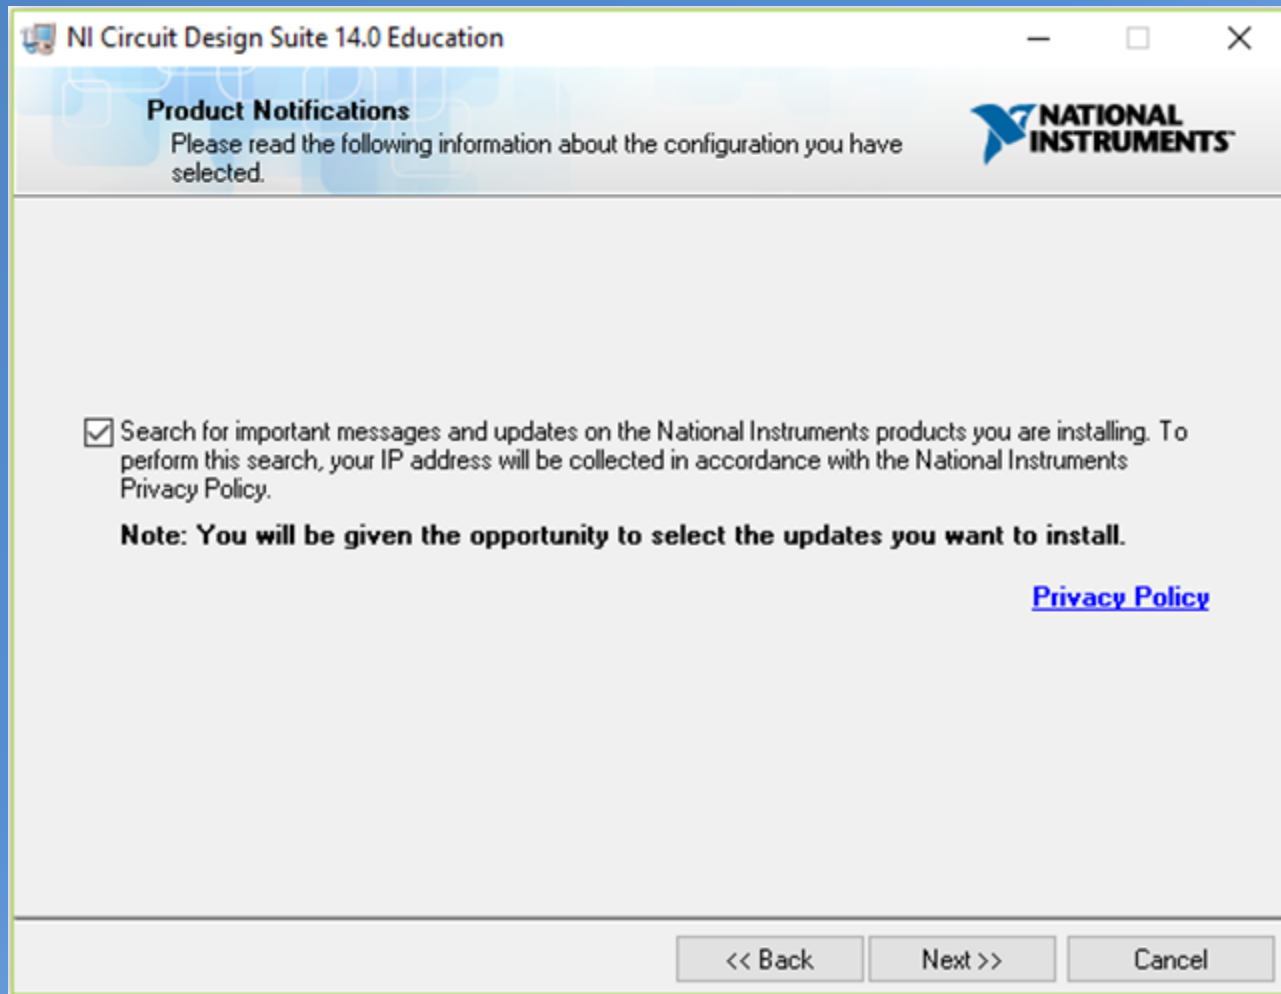 NI Circuit Design Suite 14.0 Education
Product Notifications
Please read the following information about the configuration you have
selected.
NATIONAL
INSTRUMENTS™
Search for important messages and updates on the National Instruments products you are installing. To
perform this search, your IP address will be collected in accordance with the National Instruments
Privacy Policy.
Note: You will be given the opportunity to select the updates you want to install.
Privacy Policy
<< Back
Next >>
Cancel